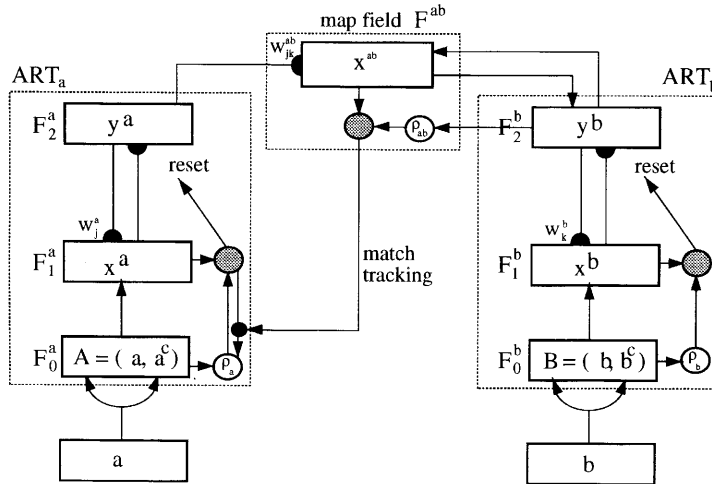 map field F^ab
w_jk^ab
x^ab
ART_a
ART
F_2^a
y^a
ρ_ab
F_2^b
y^b
reset
reset
w_j^a
w_k^b
F_1^a
x^a
match
tracking
F_1^b
x^b
F_0^a
A = ( a, a^c )
ρ_a
F_0^b
B = ( b, b^c )
ρ_b
a
b